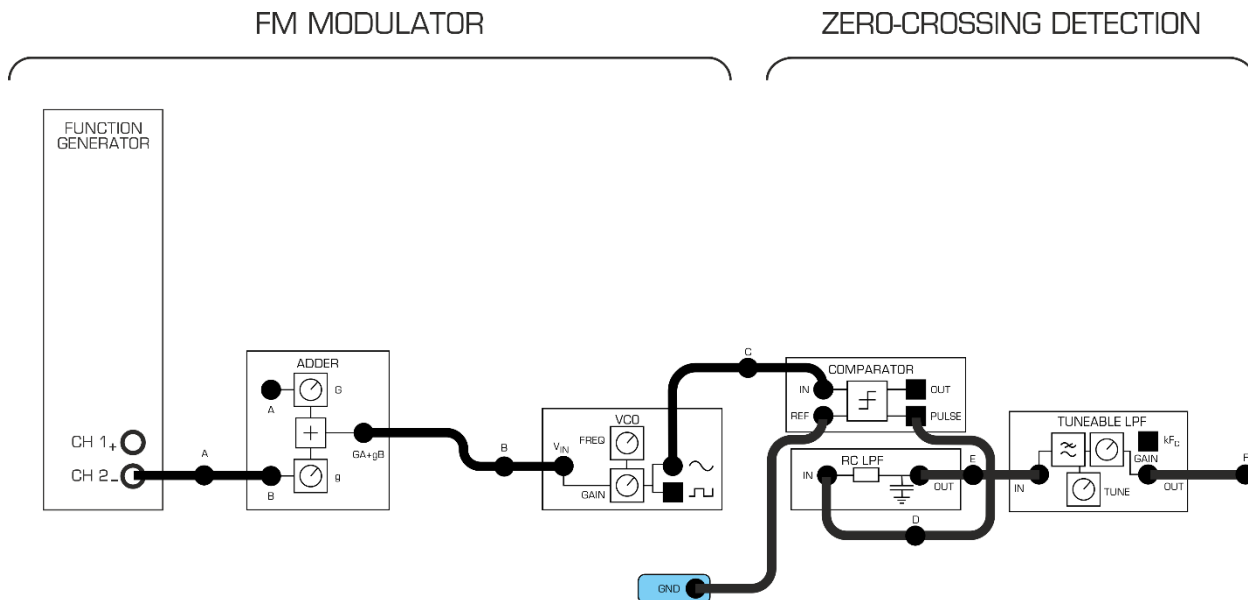 FM MODULATOR
ZERO-CROSSING DETECTION
FUNCTION
GENERATOR
CH 1+
CH 2-
A
ADDER
A
G
GA+gB
B
g
B
VCO
FREQ
VIN
GAIN
C
COMPARATOR
IN
OUT
REF
PULSE
RC LPF
IN
OUT
D
E
TUNEABLE LPF
kFC
GAIN
IN
OUT
TUNE
F
GND